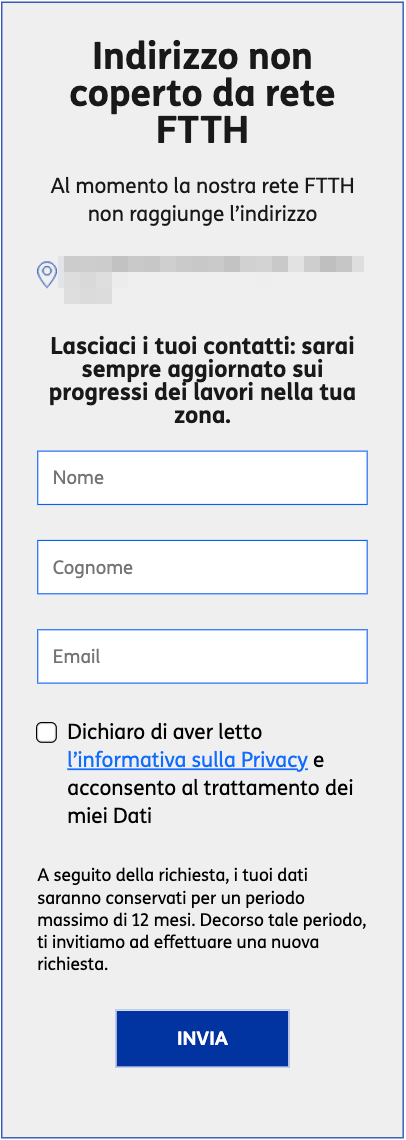 Indirizzo non
coperto da rete
FTTH
Al momento la nostra rete FTTH
non raggiunge l'indirizzo
Lasciaci i tuoi contatti: sarai
sempre aggiornato sui
progressi dei lavori nella tua
zona.
Nome
Cognome
Email
Dichiaro di aver letto
l'informativa sulla Privacy e
acconsento al trattamento dei
miei Dati
A seguito della richiesta, i tuoi dati
saranno conservati per un periodo
massimo di 12 mesi. Decorso tale periodo,
ti invitiamo ad effettuare una nuova
richiesta.
INVIA